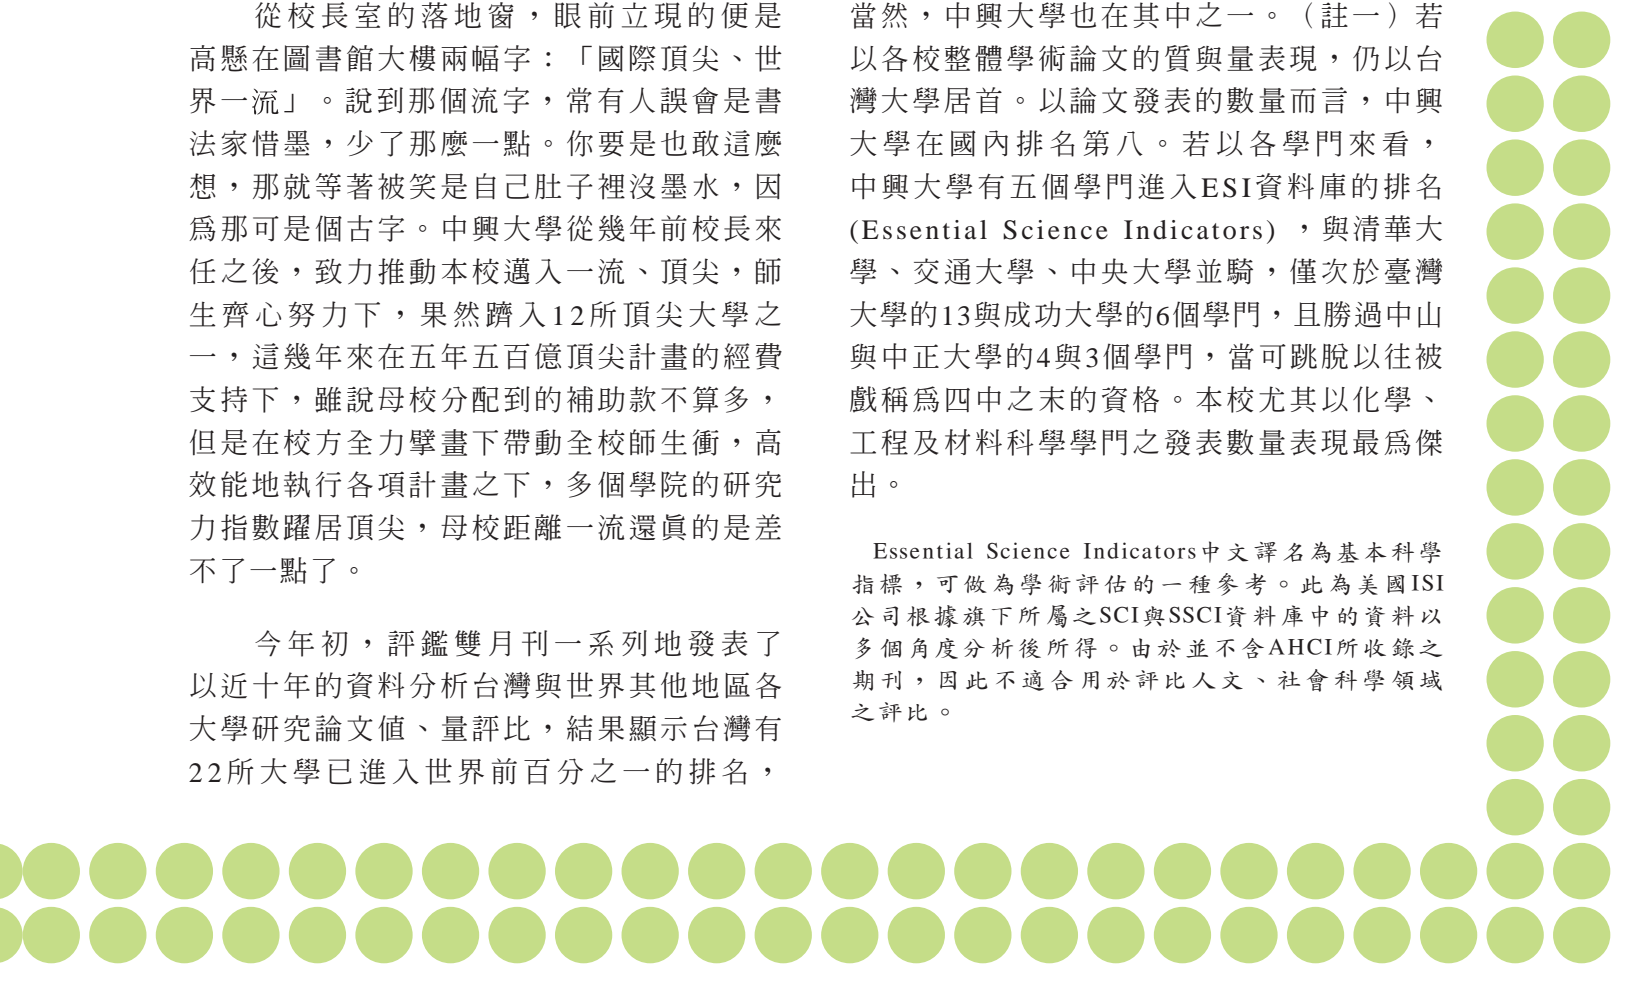 從校長室的落地窗，眼前立現的便是
高懸在圖書館大樓兩幅字：「國際頂尖、世
界一流」。說到那個流字，常有人誤會是書
法家惜墨，少了那麼一點。你要是也敢這麼
想，那就等著被笑是自己肚子裡沒墨水，因
為那可是個古字。中興大學從幾年前校長來
任之後，致力推動本校邁入一流、頂尖，師
生齊心努力下，果然躋入12所頂尖大學之
一，這幾年來在五年五百億頂尖計畫的經費
支持下，雖說母校分配到的補助款不算多，
但是在校方全力擘畫下帶動全校師生衝，高
效能地執行各項計畫之下，多個學院的研究
力指數躍居頂尖，母校距離一流還真的是差
不了一點了。
今年初，評鑑雙月刊一系列地發表了
以近十年的資料分析台灣與世界其他地區各
大學研究論文值、量評比，結果顯示台灣有
22所大學已進入世界前百分之一的排名，
當然，中興大學也在其中之一。（註一）若
以各校整體學術論文的質與量表現，仍以台
灣大學居首。以論文發表的數量而言，中興
大學在國內排名第八。若以各學門來看，
中興大學有五個學門進入ESI資料庫的排名
(Essential Science Indicators) ，與清華大
學、交通大學、中央大學並騎，僅次於臺灣
大學的13與成功大學的6個學門，且勝過中山
與中正大學的4與3個學門，當可跳脫以往被
戲稱為四中之末的資格。本校尤其以化學、
工程及材料科學學門之發表數量表現最為傑
出。
Essential Science Indicators中文譯名為基本科學
指標，可做為學術評估的一種參考。此為美國ISI
公司根據旗下所屬之SCI與SSCI資料庫中的資料以
多個角度分析後所得。由於並不含AHCI所收錄之
期刊，因此不適合用於評比人文、社會科學領域
之評比。